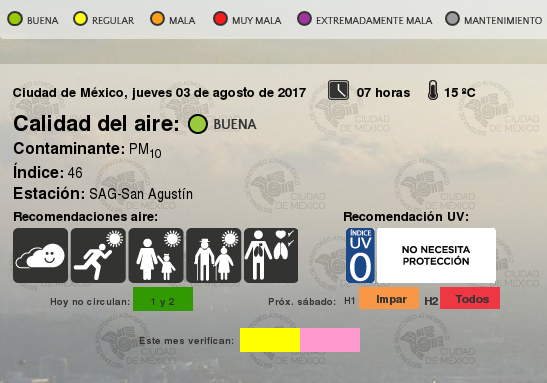 BUENA REGULAR MALA MUY MALA EXTREMADAMENTE MALA MANTENIMIENTO
Ciudad de México, jueves 03 de agosto de 2017 07 horas 15 ºC
Calidad del aire: BUENA
Contaminante: PM10
Índice: 46
Estación: SAG-San Agustín
Recomendaciones aire: Recomendación UV:
ÍNDICE
UV
0
NO NECESITA
PROTECCIÓN
Hoy no circulan: 1 y 2 Próx. sábado: H1 Impar H2 Todos
Este mes verifican:
CIUDAD
DE MÉXICO